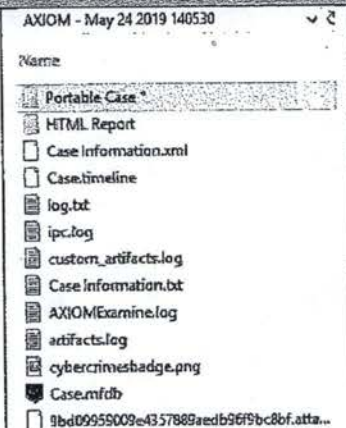 AXIOM - May 24 2019 140530
Name
Portable Case *
HTML Report
Case Information.xml
Case.timeline
log.txt
ipc.log
custom_artifacts.log
Case Information.txt
AXIOMExamine.log
artifacts.log
cybercrimesbadge.png
Case.mfdb
9bd09959009e4357889aedb96f9bc8bf.atta...